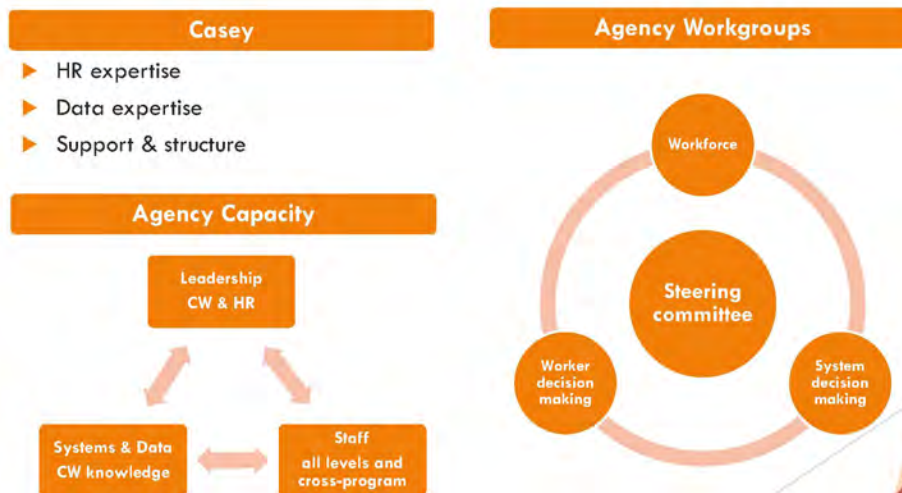 Casey
HR expertise
Data expertise
Support & structure
Agency Capacity
Leadership
CW & HR
Systems & Data
CW knowledge
Staff
all levels and
cross-program
Agency Workgroups
Workforce
Steering
committee
Worker
decision
making
System
decision
making